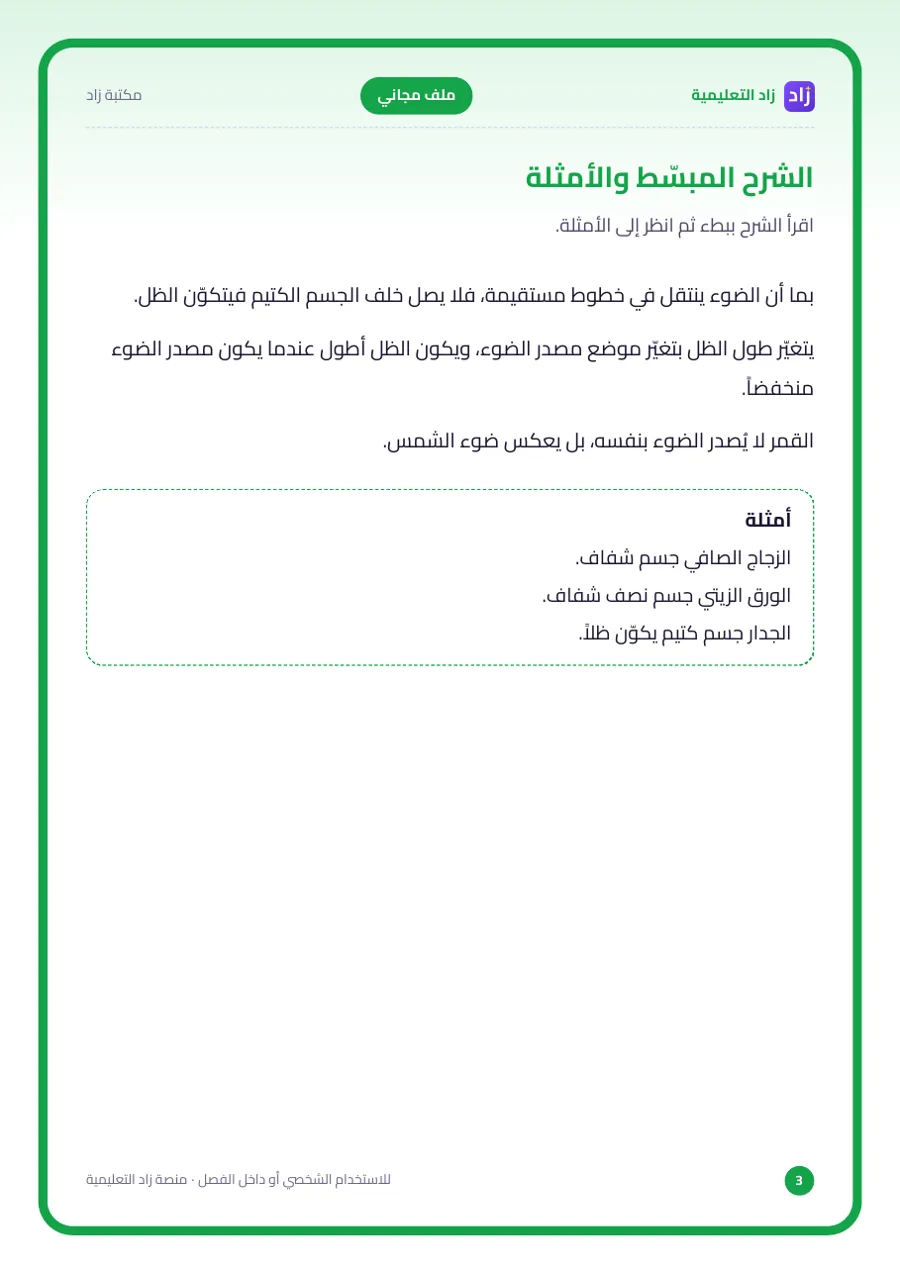 زاد
زاد التعليمية
ملف مجاني
مكتبة زاد
الشرح المبسّط والأمثلة
اقرأ الشرح ببطء ثم انظر إلى الأمثلة.
بما أن الضوء ينتقل في خطوط مستقيمة، فلا يصل خلف الجسم الكتيم فيتكوّن الظل.
يتغيّر طول الظل بتغيّر موضع مصدر الضوء، ويكون الظل أطول عندما يكون مصدر الضوء
منخفضاً.
القمر لا يُصدر الضوء بنفسه، بل يعكس ضوء الشمس.
أمثلة
الزجاج الصافي جسم شفاف.
الورق الزيتي جسم نصف شفاف.
الجدار جسم كتيم يكوّن ظلاً.
3
للاستخدام الشخصي أو داخل الفصل · منصة زاد التعليمية